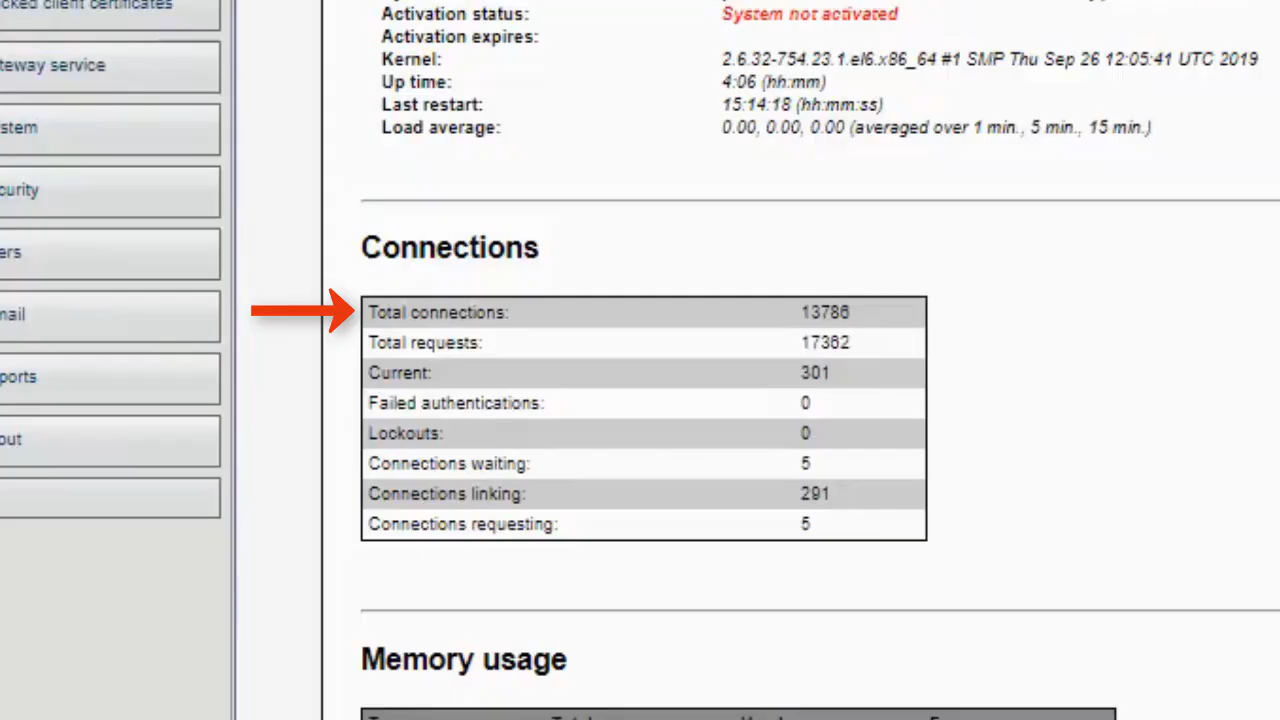 cked client certificates
teway service
stem
curity
ers
nail
ports
out
Activation status: System not activated
Activation expires:
Kernel: 2.6.32-754.23.1.el6.x86_64 #1 SMP Thu Sep 26 12:05:41 UTC 2019
Up time: 4:06 (hh:mm)
Last restart: 15:14:18 (hh:mm:ss)
Load average: 0.00, 0.00, 0.00 (averaged over 1 min., 5 min., 15 min.)
Connections
Total connections: 13786
Total requests: 17362
Current: 301
Failed authentications: 0
Lockouts: 0
Connections waiting: 5
Connections linking: 291
Connections requesting: 5
Memory usage